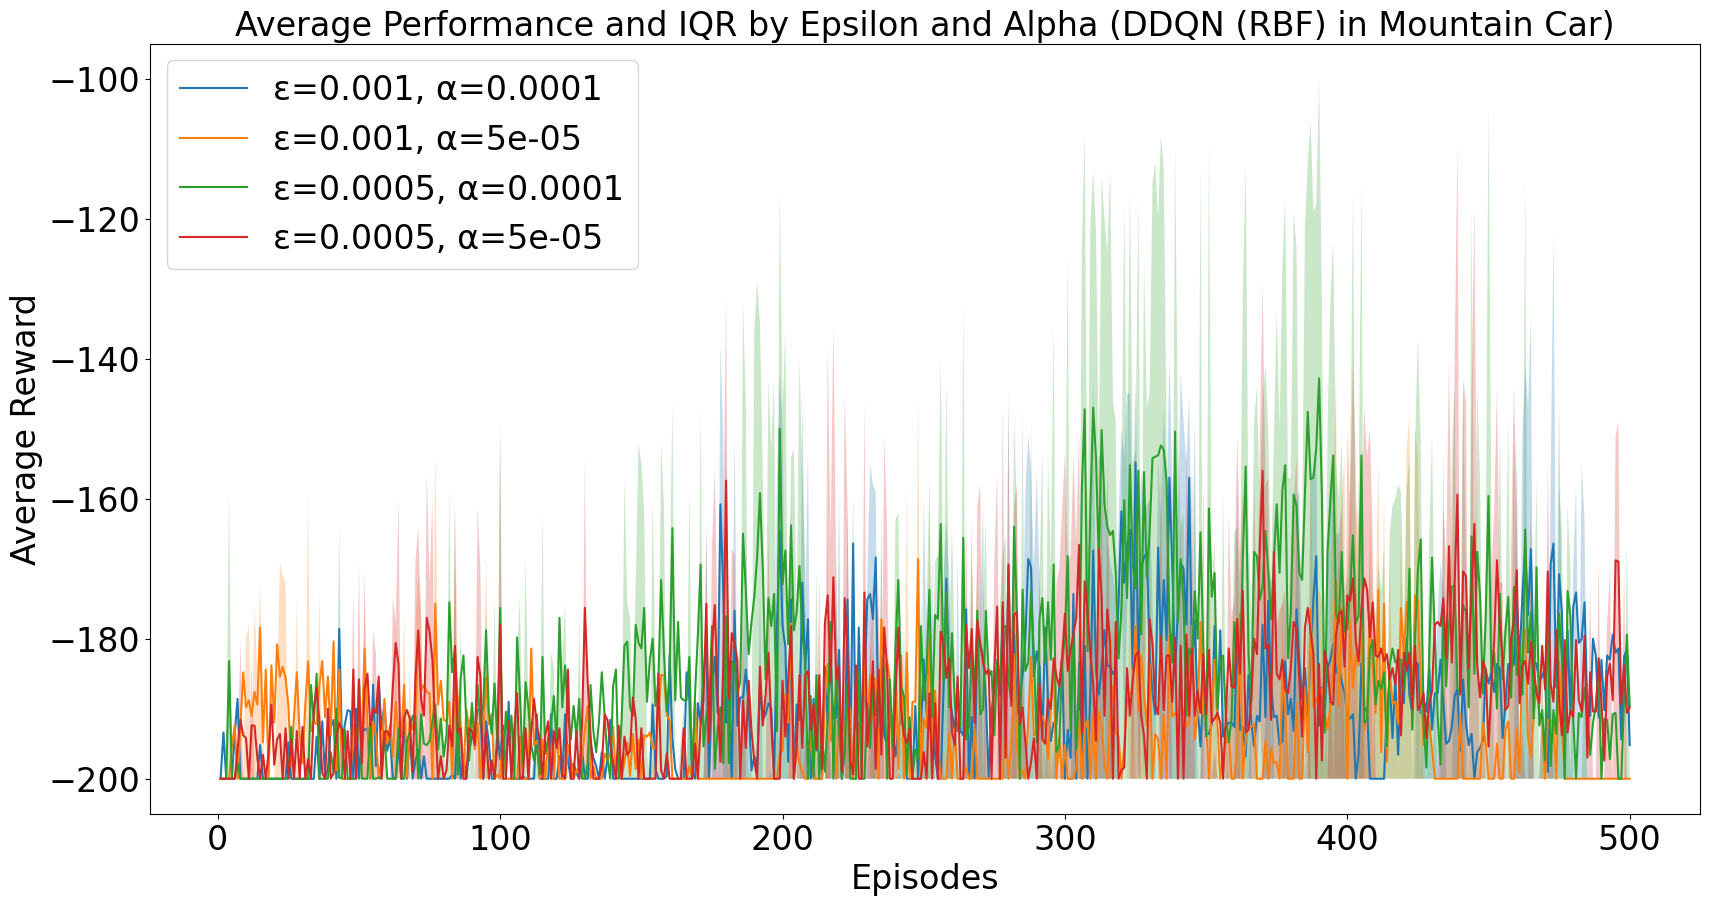 Average Performance and IQR by Epsilon and Alpha (DDQN (RBF) in Mountain Car)
ε=0.001, α=0.0001
ε=0.001, α=5e-05
ε=0.0005, α=0.0001
ε=0.0005, α=5e-05
Average Reward
−100
−120
−140
−160
−180
−200
0 100 200 300 400 500
Episodes